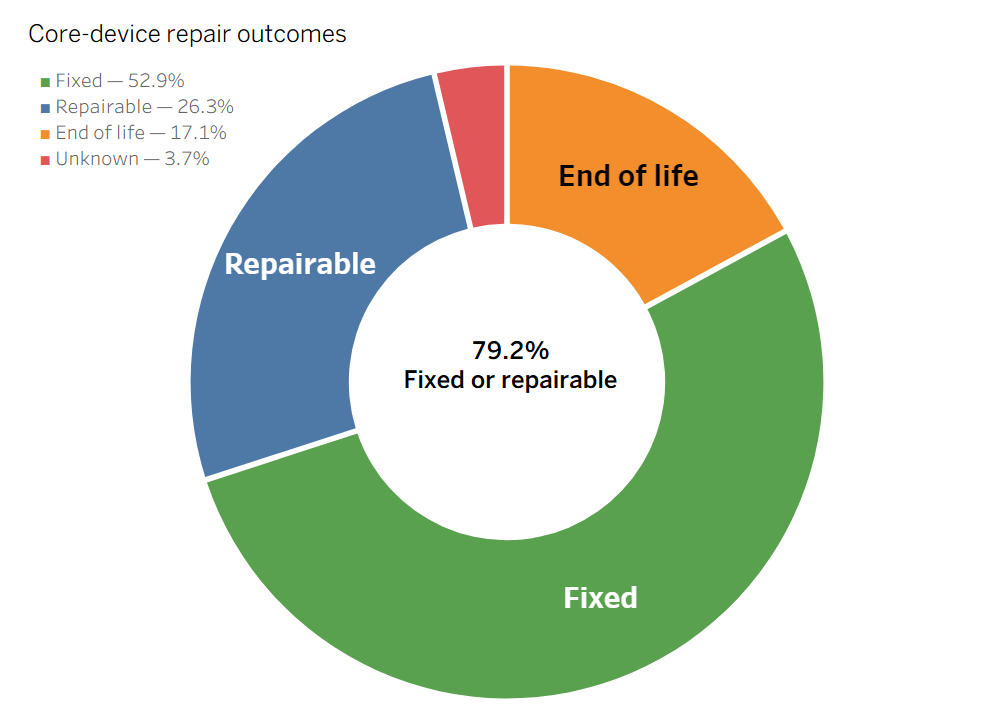 Core-device repair outcomes
Fixed — 52.9%
Repairable — 26.3%
End of life — 17.1%
Unknown — 3.7%
End of life
Repairable
79.2%
Fixed or repairable
Fixed